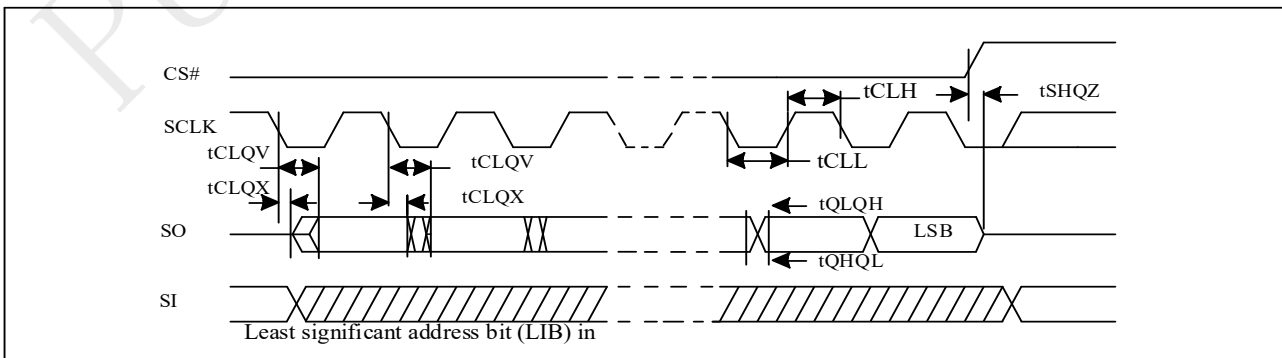 CS#
tCLH
tSHQZ
SCLK
tCLQV
tCLQV
tCLL
tCLQX
tCLQX
tQLQH
SO
LSB
tQHQL
SI
Least significant address bit (LIB) in